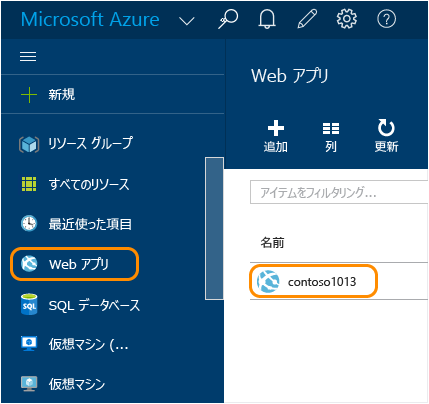 Microsoft Azure
新規
リソース グループ
すべてのリソース
最近使った項目
Web アプリ
SQL データベース
仮想マシン (...
仮想マシン
Web アプリ
追加
列
更新
アイテムをフィルタリング...
名前
contoso1013